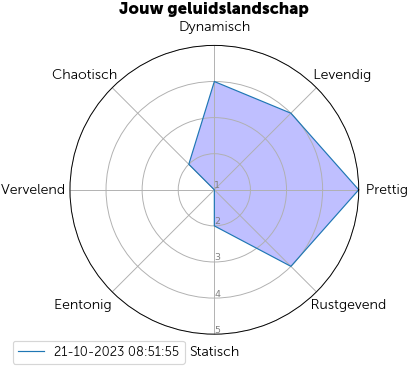 Jouw geluidslandschap
Dynamisch
Chaotisch
Levendig
Vervelend
1
Prettig
2
3
Eentonig
4
Rustgevend
5
21-10-2023 08:51:55
Statisch